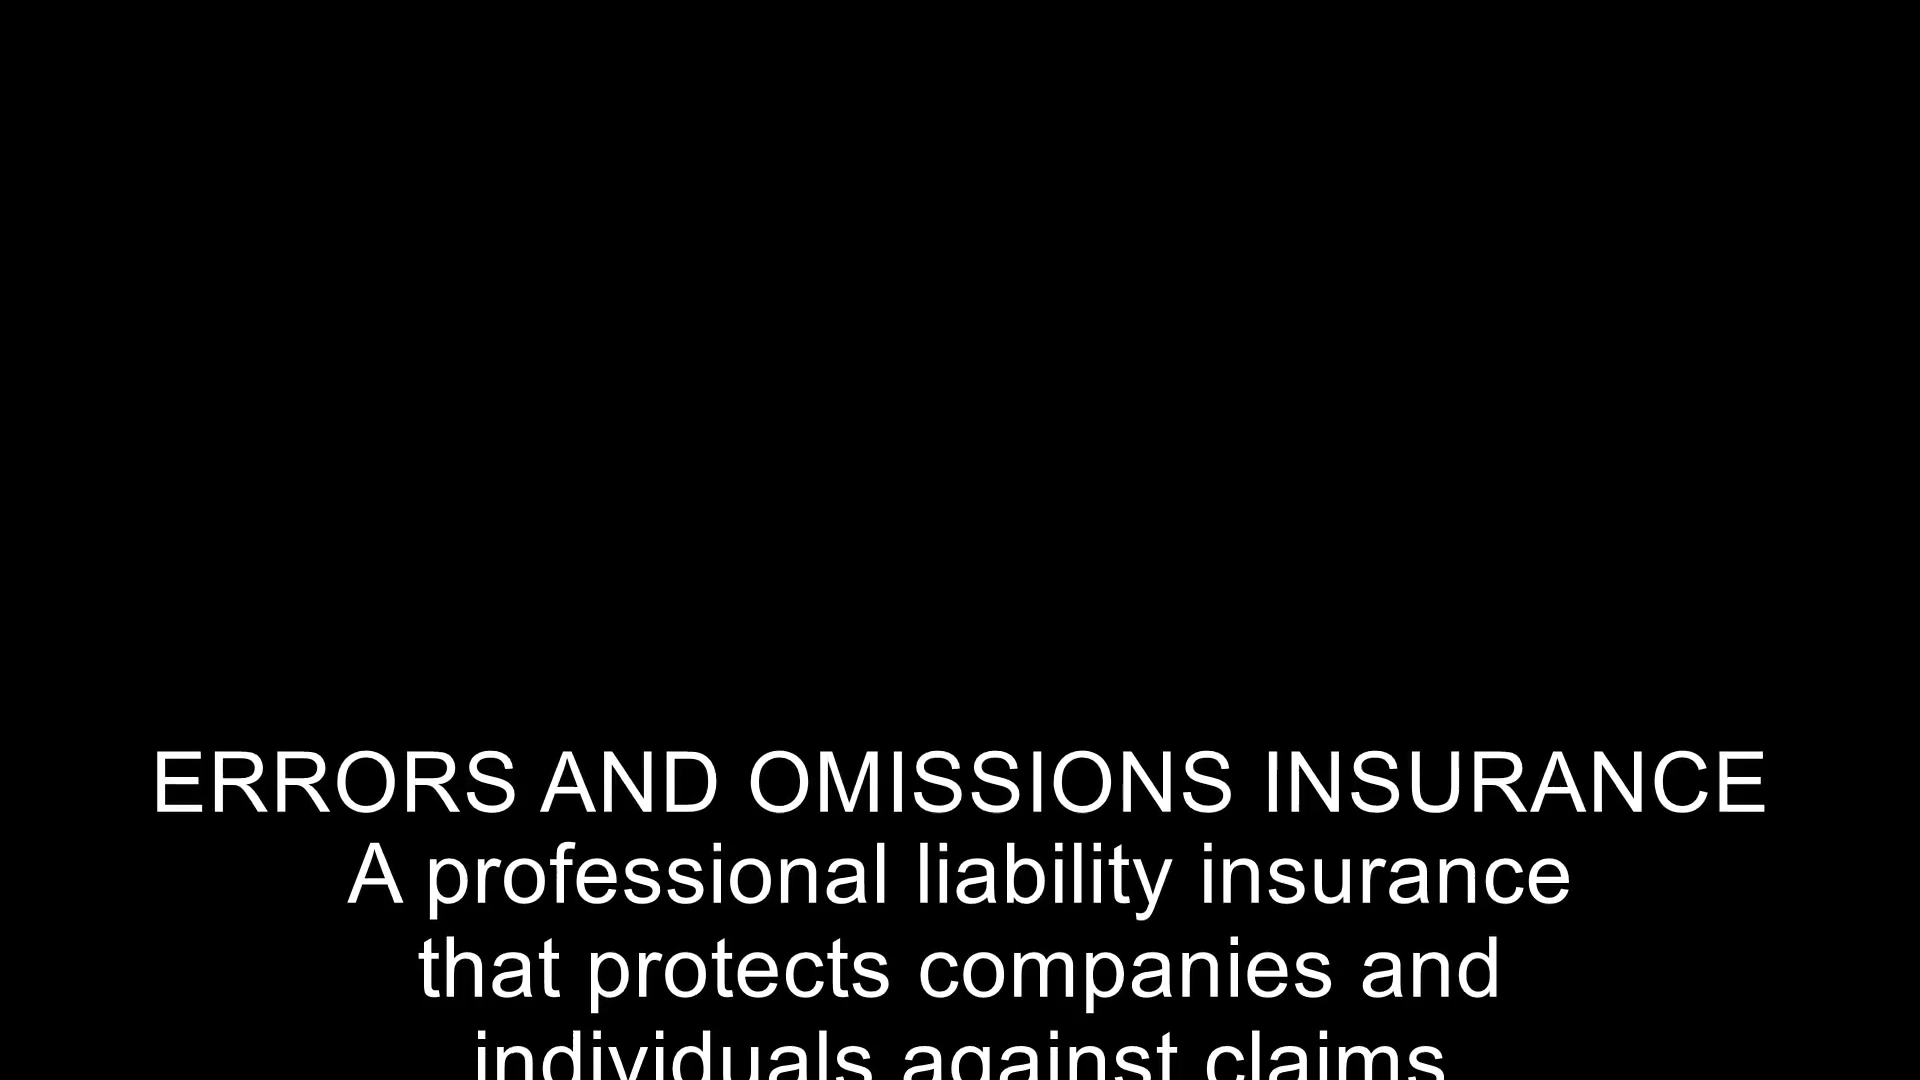 ERRORS AND OMISSIONS INSURANCE
A professional liability insurance
that protects companies and
individuals against claims